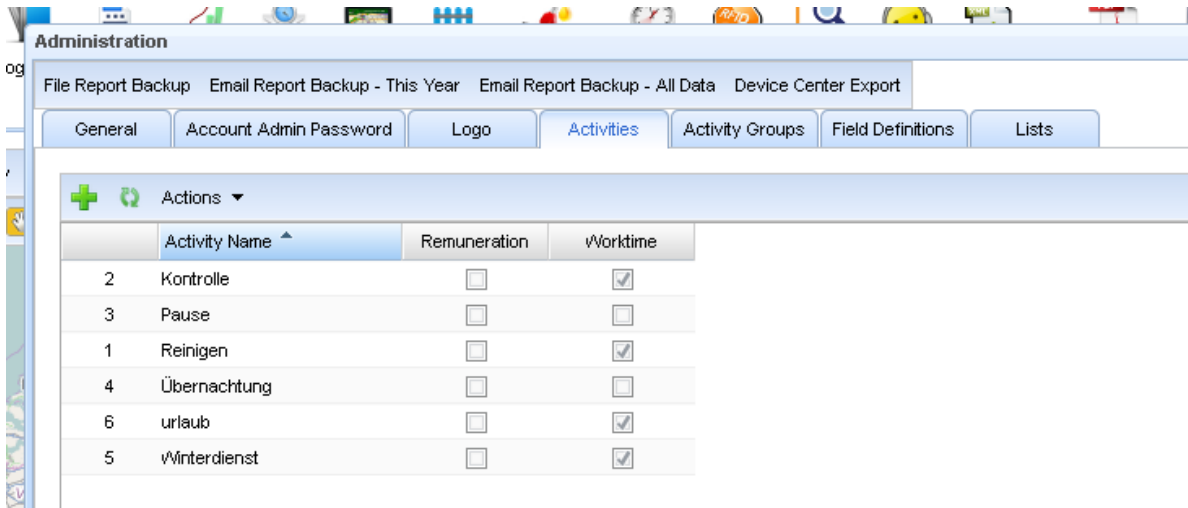 Administration
File Report Backup Email Report Backup - This Year Email Report Backup - All Data Device Center Export
General Account Admin Password Logo Activities Activity Groups Field Definitions Lists
Actions
Activity Name Remuneration Worktime
2 Kontrolle
3 Pause
1 Reinigen
4 Übernachtung
6 urlaub
5 Winterdienst